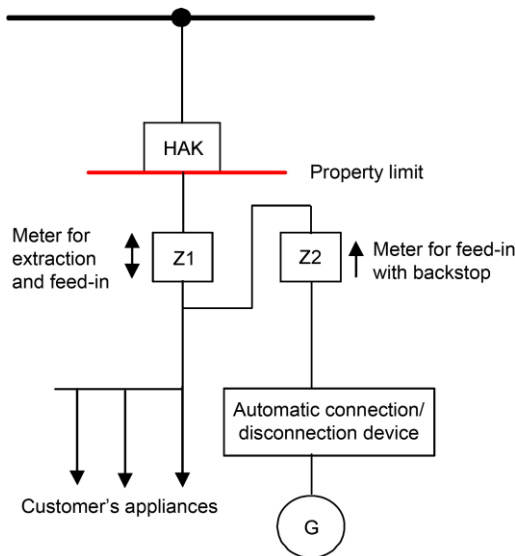 HAK
Property limit
Meter for
extraction
and feed-in
Z1
Z2
Meter for feed-in
with backstop
Automatic connection/
disconnection device
Customer's appliances
G